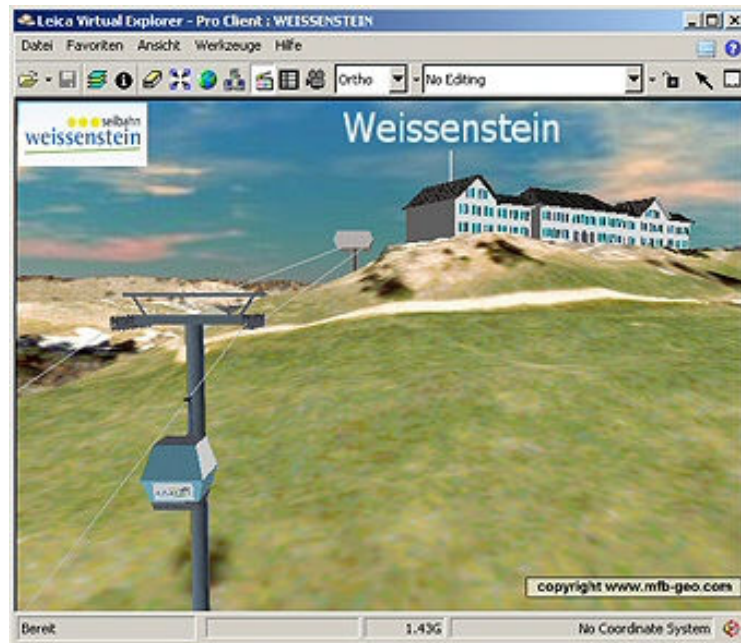 Leica Virtual Explorer - Pro Client : WEISSENSTEIN
Datei Favoriten Ansicht Werkzeuge Hilfe
Ortho No Editing
seilbahn
weissenstein
Weissenstein
copyright www.mfb-geo.com
Bereit 1.43G No Coordinate System